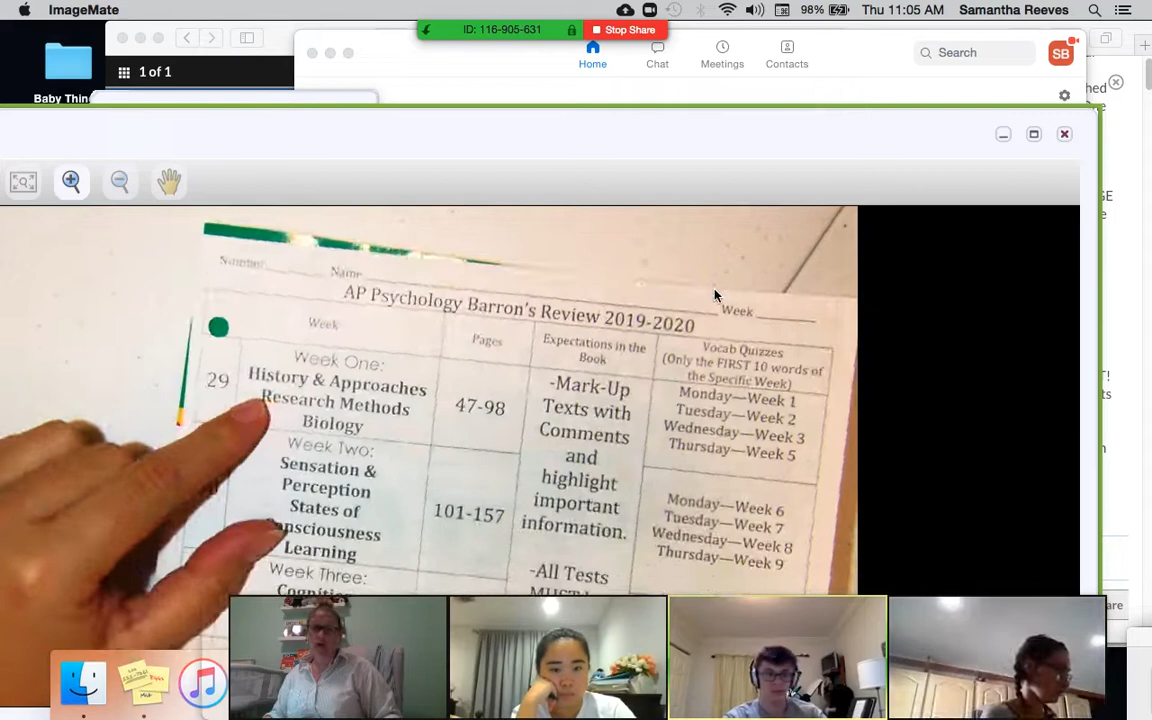 ImageMate
98% Thu 11:05 AM Samantha Reeves
ID: 116-905-631 Stop Share
1 of 1
Home Chat Meetings Contacts
Search
SB
Baby Thin
Number Name
AP Psychology Barron's Review 2019-2020
Week
Week
Pages
Expectations in the
Book
Vocab Quizzes
(Only the FIRST 10 words of
the Specific Week)
29
Week One:
History & Approaches
Research Methods
Biology
47-98
-Mark-Up
Texts with
Comments
and
highlight
important
information.
Monday—Week 1
Tuesday—Week 2
Wednesday—Week 3
Thursday—Week 5
Week Two:
Sensation &
Perception
States of
Consciousness
Learning
101-157
Monday—Week 6
Tuesday—Week 7
Wednesday—Week 8
Thursday—Week 9
Week Three:
-All Tests